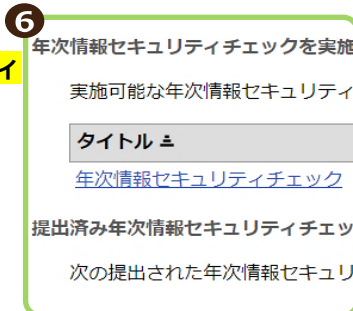 6
年次情報セキュリティチェックを実施
イ
実施可能な年次情報セキュリティ
タイトル
年次情報セキュリティチェック
提出済み年次情報セキュリティチェッ
次の提出された年次情報セキュリ